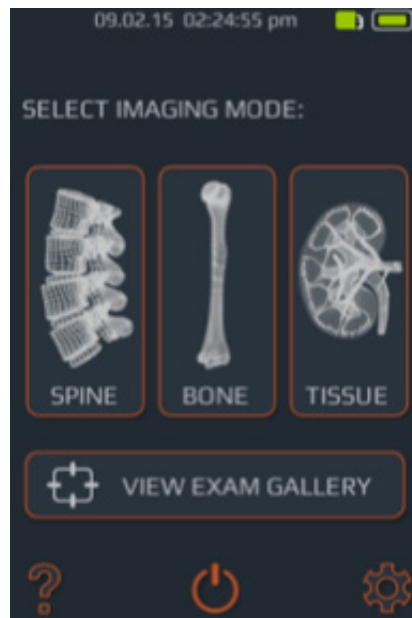 09.02.15 02:24:55 pm
SELECT IMAGING MODE:
SPINE BONE TISSUE
VIEW EXAM GALLERY
?